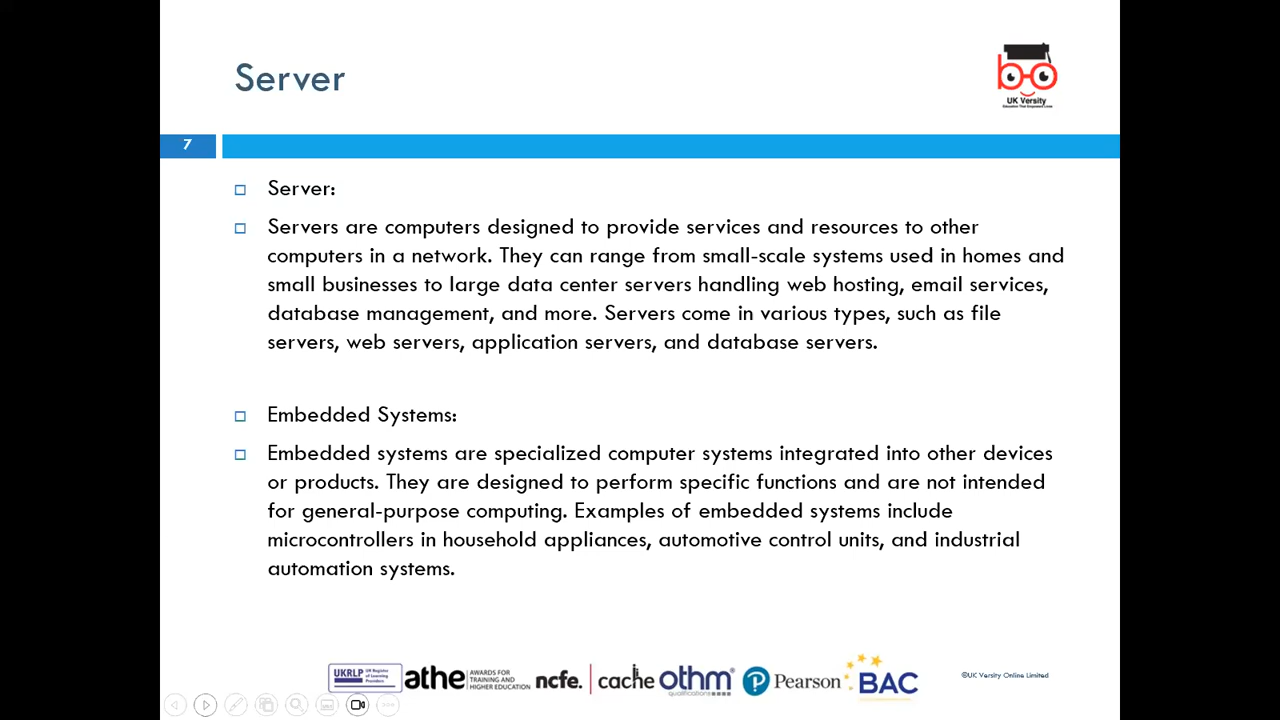 Server
UK Versity
Education That Empowers Lives
7
Server:
Servers are computers designed to provide services and resources to other
computers in a network. They can range from small-scale systems used in homes and
small businesses to large data center servers handling web hosting, email services,
database management, and more. Servers come in various types, such as file
servers, web servers, application servers, and database servers.
Embedded Systems:
Embedded systems are specialized computer systems integrated into other devices
or products. They are designed to perform specific functions and are not intended
for general-purpose computing. Examples of embedded systems include
microcontrollers in household appliances, automotive control units, and industrial
automation systems.
UKRLP UK Register of Learning Providers
athe AWARDS FOR TRAINING AND HIGHER EDUCATION
ncfe. cache
othm qualifications
P Pearson
BAC
©UK Versity Online Limited